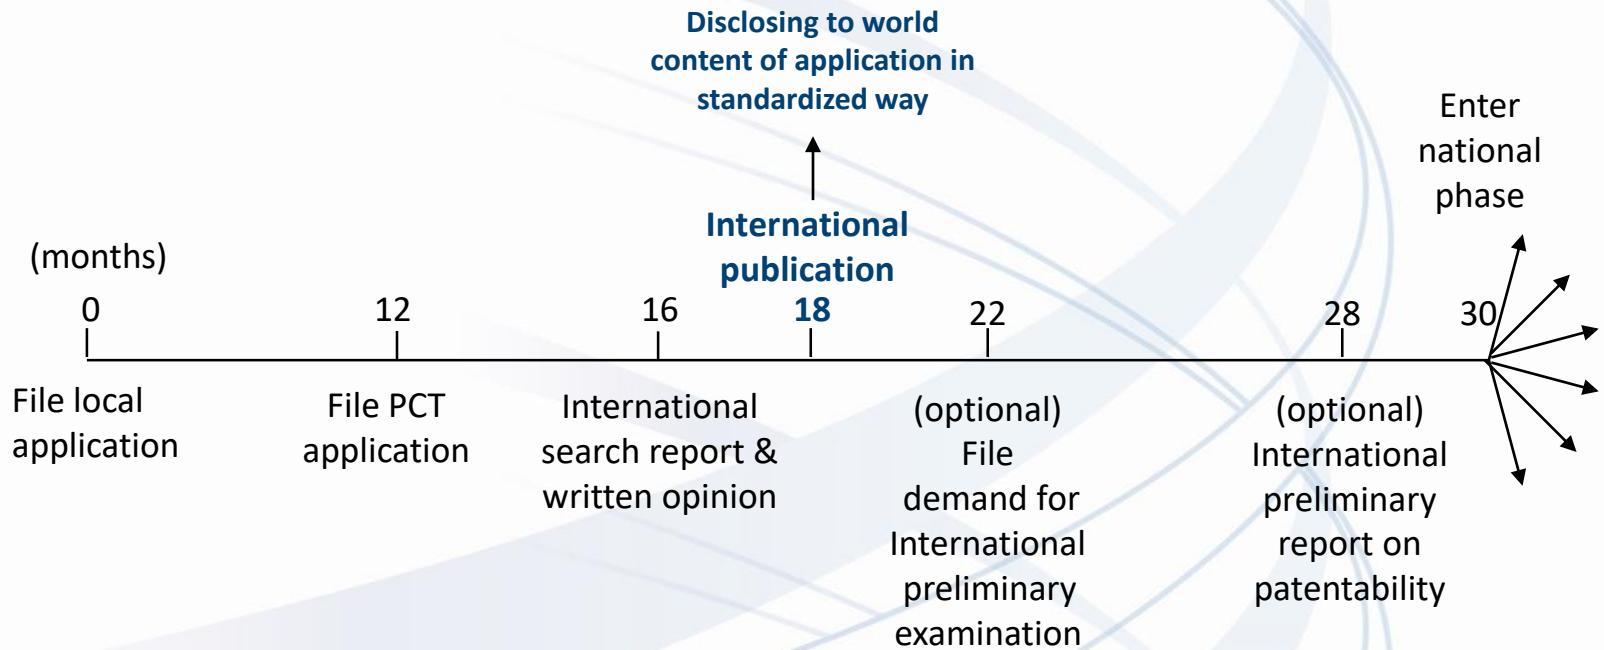 Disclosing to world
content of application in
standardized way
Enter
national
phase
International
publication
(months)
0
12
16
18
22
28
30
File local
application
File PCT
application
International
search report &
written opinion
(optional)
File
demand for
International
preliminary
examination
(optional)
International
preliminary
report on
patentability